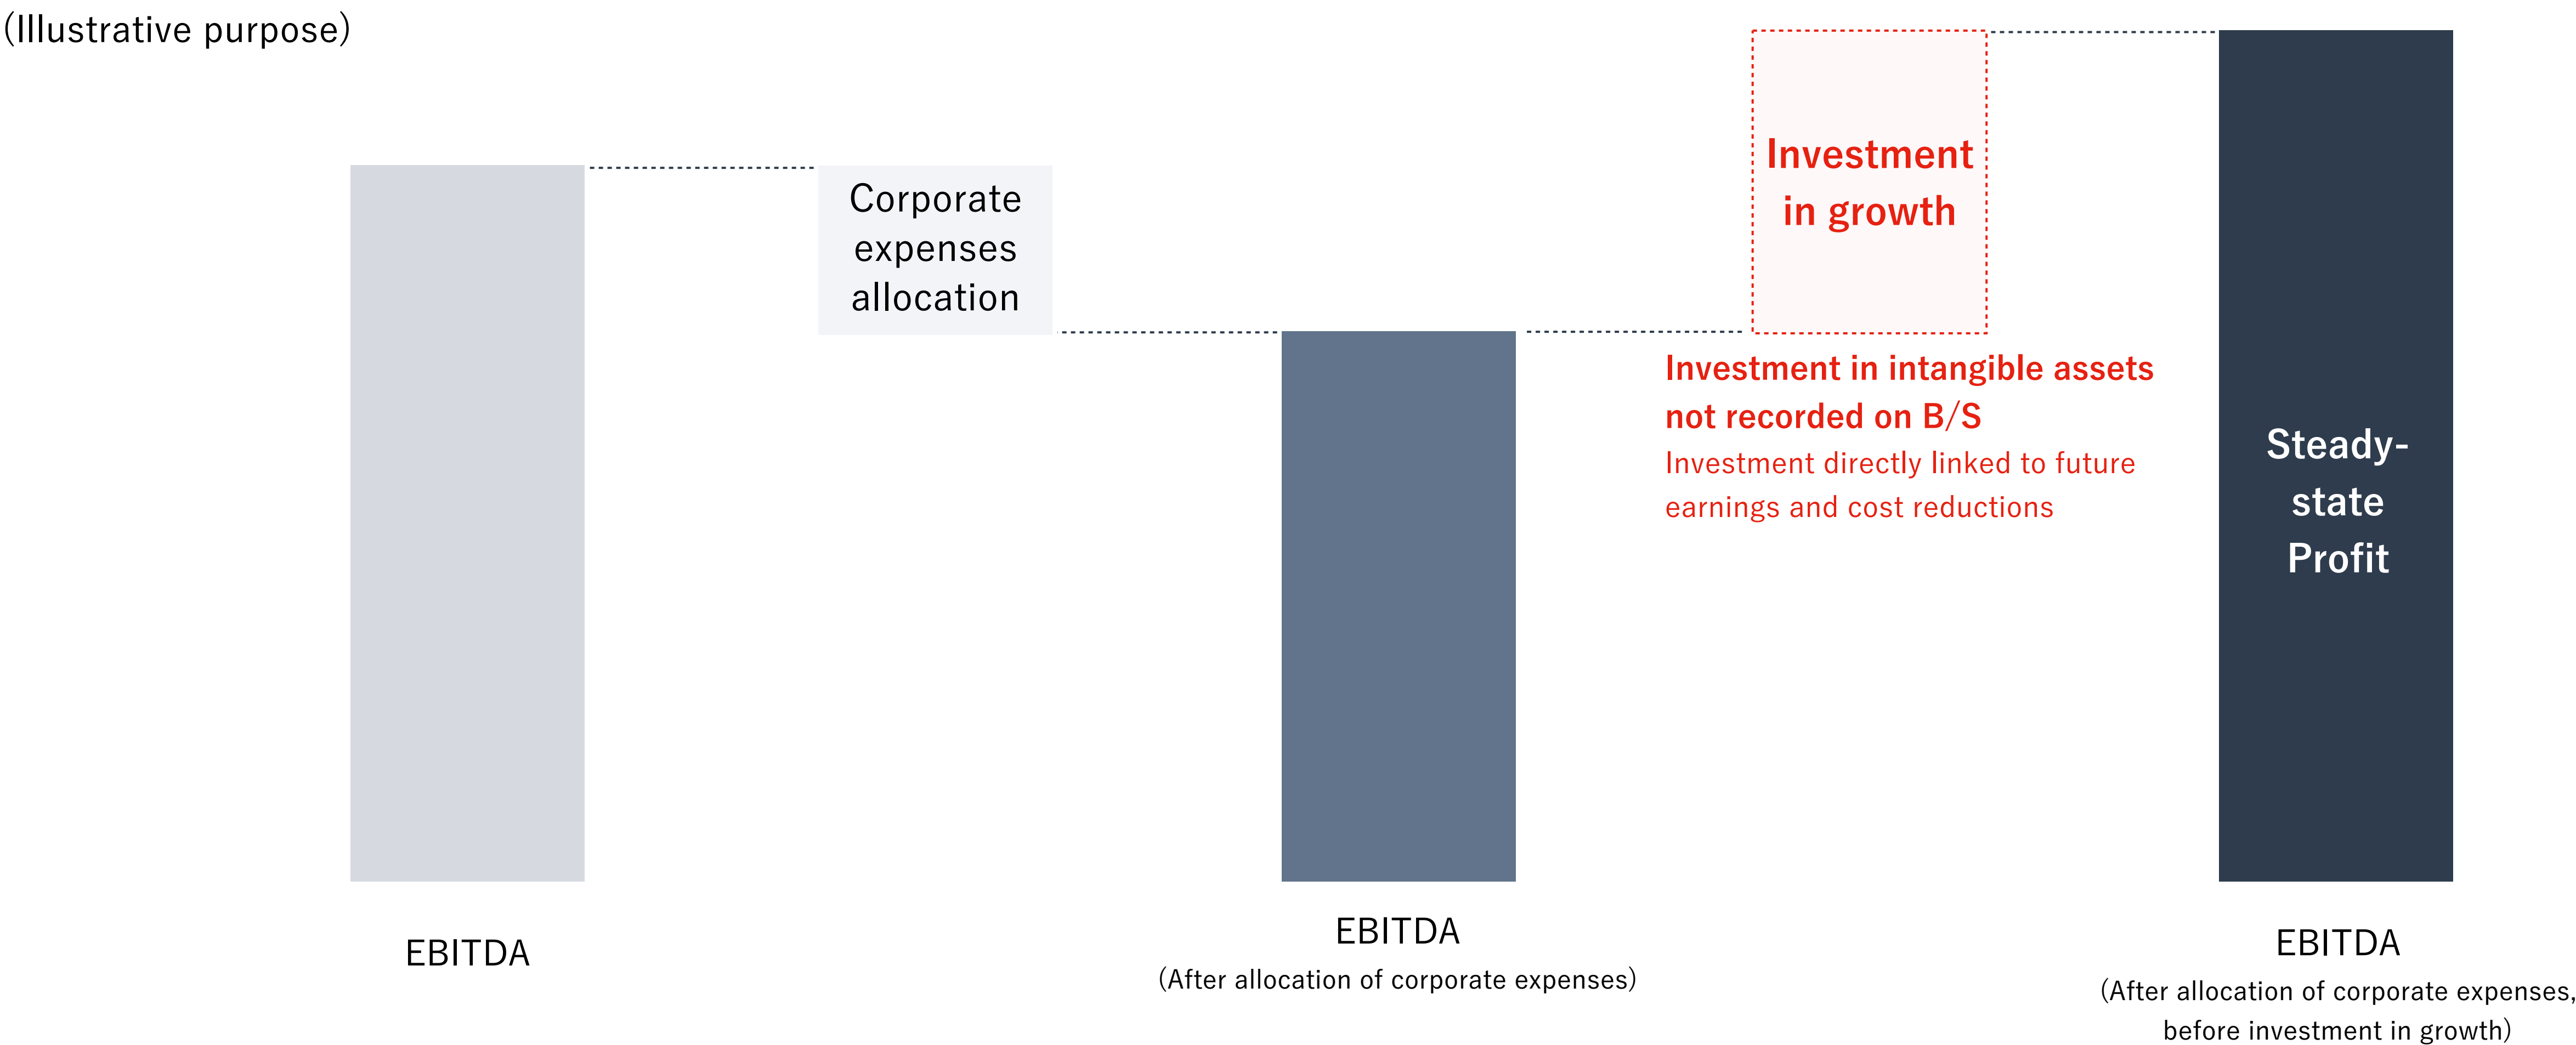 (Illustrative purpose)
Corporate
expenses
allocation
Investment
in growth
Investment in intangible assets
not recorded on B/S
Investment directly linked to future
earnings and cost reductions
Steady-
state
Profit
EBITDA
EBITDA
(After allocation of corporate expenses)
EBITDA
(After allocation of corporate expenses,
before investment in growth)